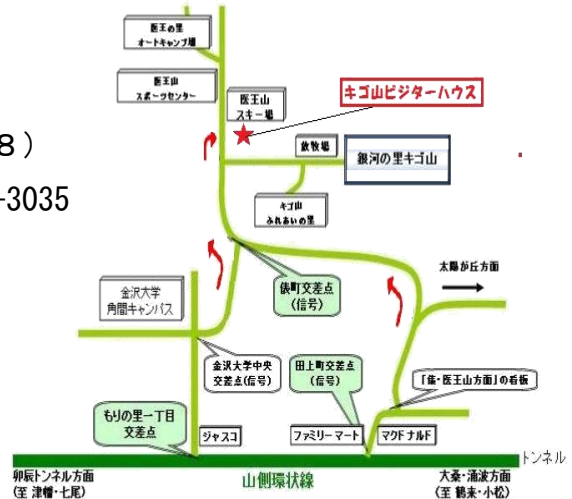 医王の里
オートキャンプ場
医王山
スポーツセンター
医王山
スキー場
キゴ山ビジターハウス
8)
-3035
放牧場
銀河の里キゴ山
キゴ山
ふれあいの里
太陽が丘方面
俵町交差点
(信号)
金沢大学
角間キャンパス
金沢大学中央
交差点(信号)
田上町交差点
(信号)
「俵・医王山方面」の看板
もりの里一丁目
交差点
ジャスコ
ファミリーマート
マクドナルド
トンネル
卯辰トンネル方面
(至 津幡・七尾)
山側環状線
大桑・涌波方面
(至 鶴来・小松)